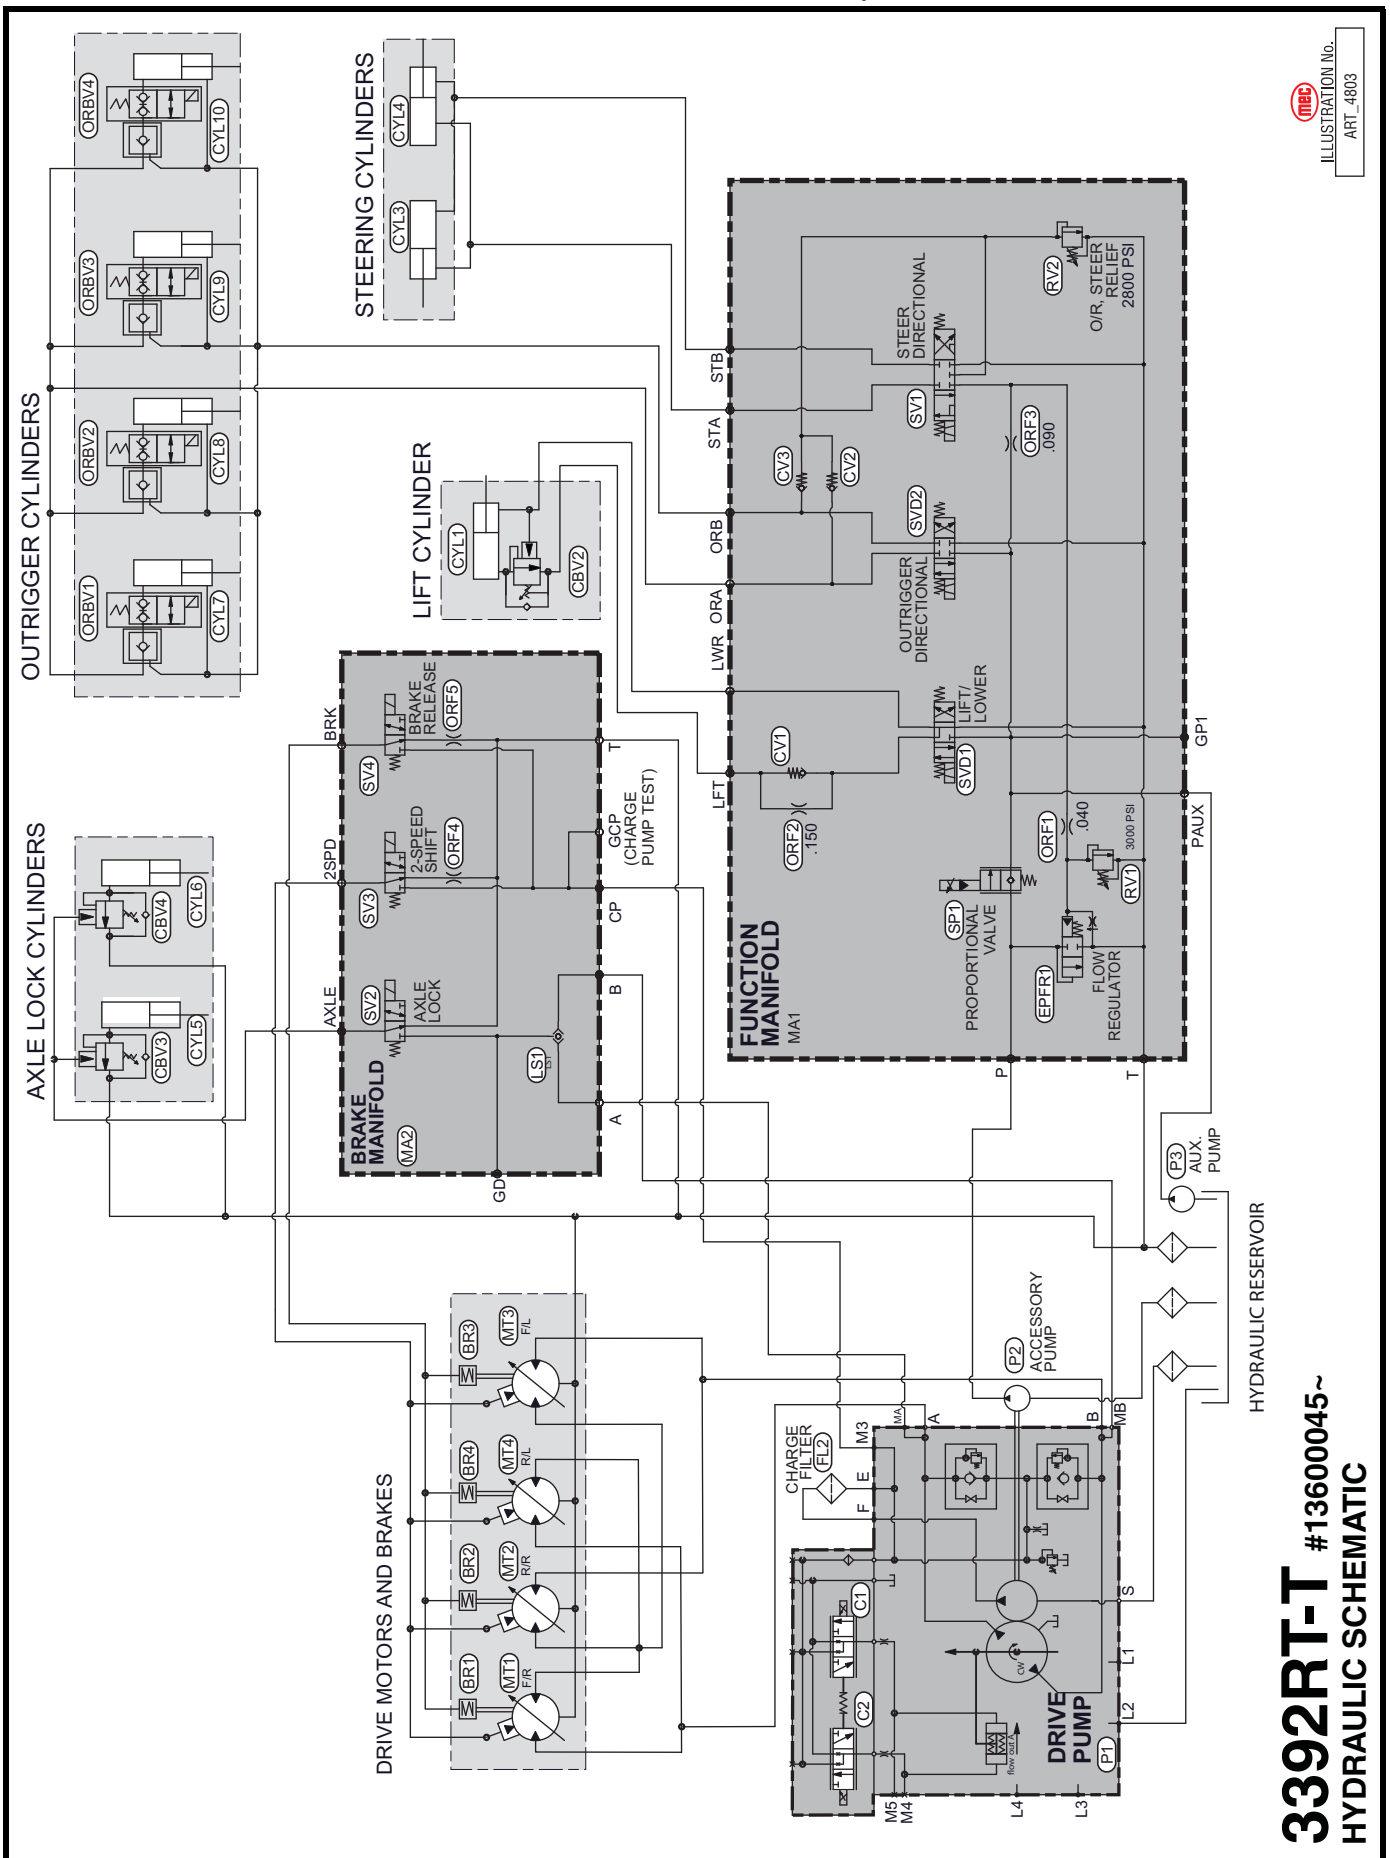 3392RT-T #13600045~
HYDRAULIC SCHEMATIC
mec
ILLUSTRATION No.
ART_4803
AXLE LOCK CYLINDERS
CBV3
CYL5
CBV4
CYL6
OUTRIGGER CYLINDERS
ORBV1
CYL7
ORBV2
CYL8
ORBV3
CYL9
ORBV4
CYL10
STEERING CYLINDERS
CYL3
CYL4
LIFT CYLINDER
CYL1
CBV2
BRAKE
MANIFOLD
MA2
AXLE
2SPD
BRK
SV2
AXLE
LOCK
SV3
2-SPEED
SHIFT
ORF4
SV4
BRAKE
RELEASE
ORF5
LS1
LS1
GD
A
B
CP
GCP
(CHARGE
PUMP TEST)
T
FUNCTION
MANIFOLD
MA1
LFT
LWR
ORA
ORB
STA
STB
CV1
ORF2
.150
CV3
CV2
LIFT/
LOWER
SVD1
OUTRIGGER
DIRECTIONAL
SVD2
STEER
DIRECTIONAL
SV1
ORF3
.090
RV2
O/R, STEER
RELIEF
2800 PSI
SP1
PROPORTIONAL
VALVE
EPFR1
FLOW
REGULATOR
ORF1
.040
RV1
3000 PSI
P
T
PAUX
GP1
DRIVE MOTORS AND BRAKES
BR1
MT1
F/R
BR2
MT2
R/R
BR4
MT4
R/L
BR3
MT3
F/L
CHARGE
FILTER
FL2
F
E
M3
MA
A
B
MB
C1
C2
CW
flow out A
DRIVE
PUMP
P1
M5
M4
L4
L3
L2
L1
S
P2
ACCESSORY
PUMP
P3
AUX.
PUMP
HYDRAULIC RESERVOIR